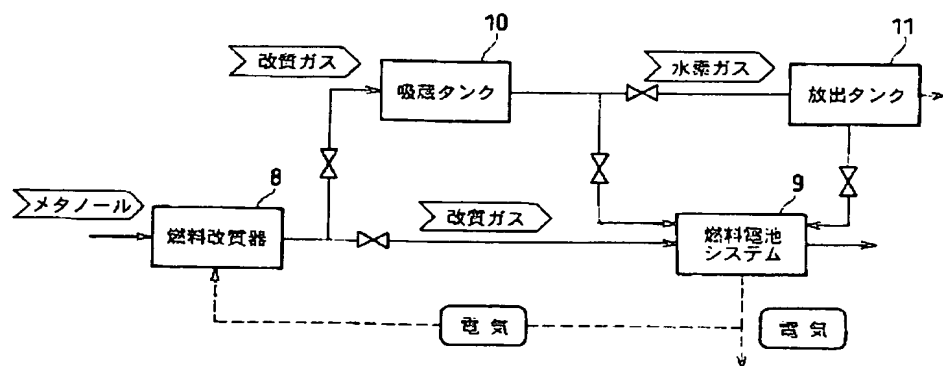 10
11
改質ガス
水素ガス
吸蔵タンク
放出タンク
メタノール
8
9
改質ガス
燃料改質器
燃料電池
システム
電気
電気